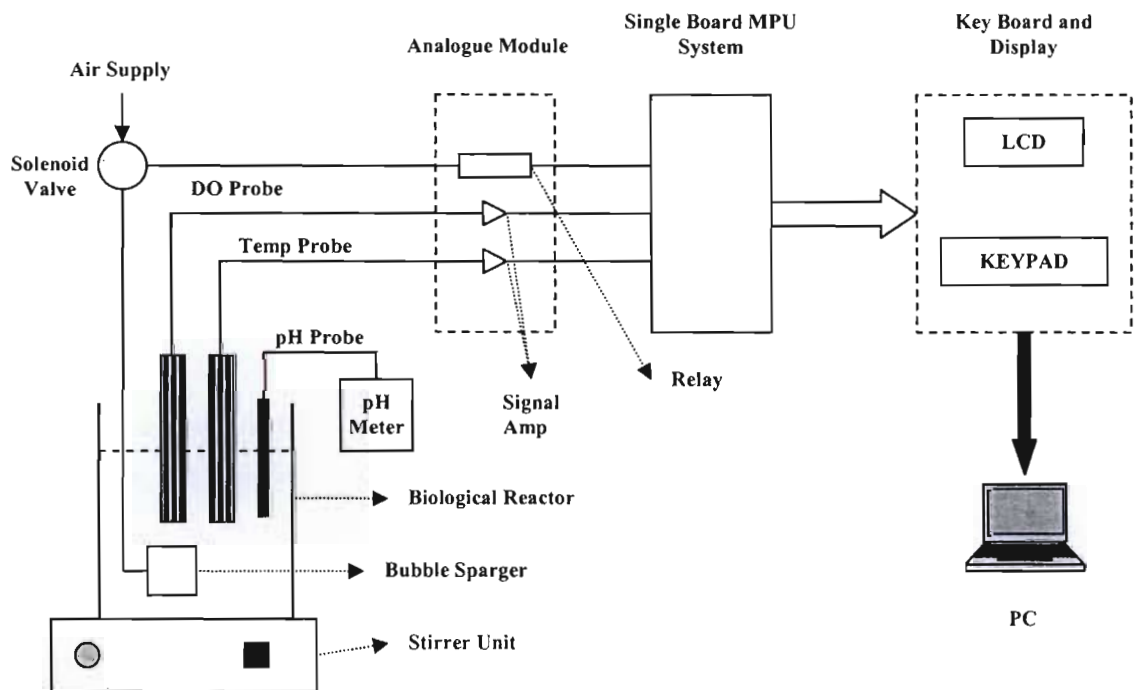 Single Board MPU
System
Key Board and
Display
Analogue Module
Air Supply
LCD
Solenoid
Valve
DO Probe
Temp Probe
KEYPAD
pH Probe
pH
Meter
Relay
Signal
Amp
Biological Reactor
Bubble Sparger
PC
Stirrer Unit